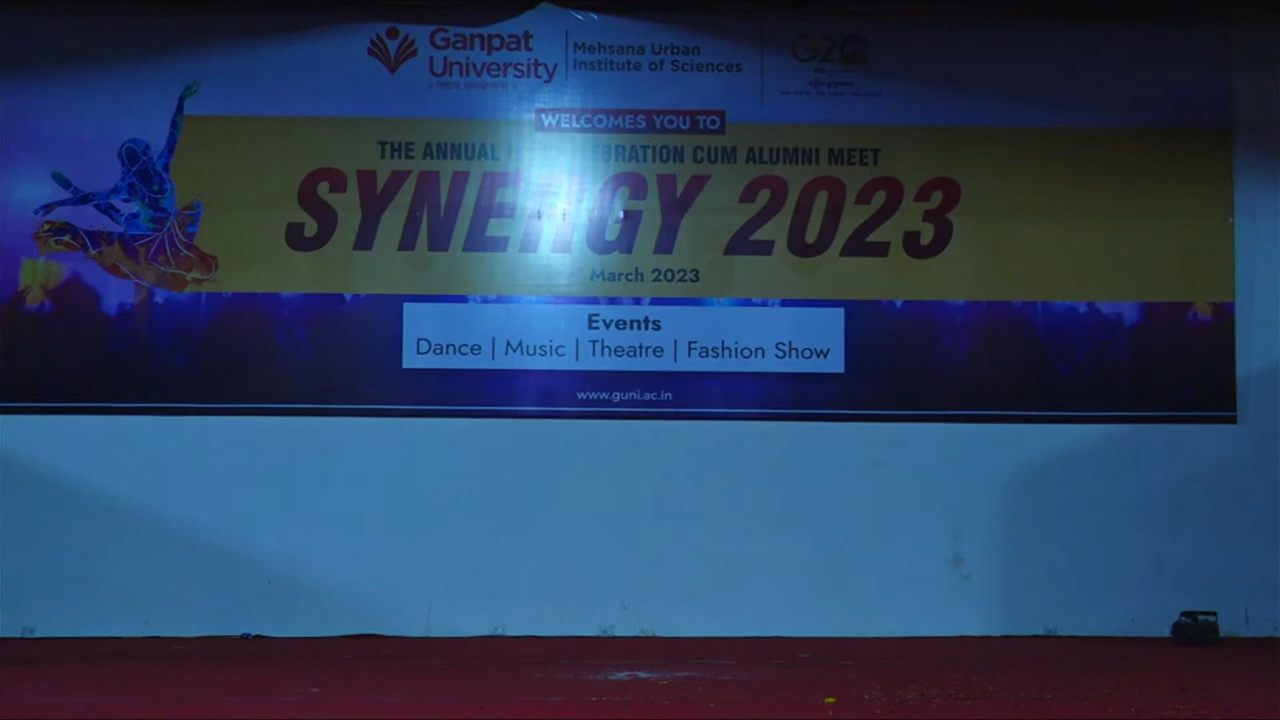 Ganpat University
Mehsana Urban Institute of Sciences
G20
WELCOMES YOU TO
THE ANNUAL CUM ALUMNI MEET
SYNERGY 2023
March 2023
Events
Dance | Music | Theatre | Fashion Show
www.guni.ac.in